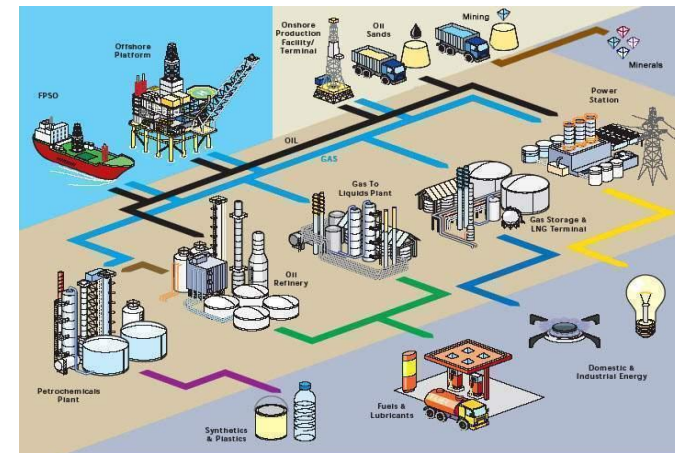 Offshore
Platform
FPSO
Onshore
Production
Facility/
Terminal
Oil
Sands
Mining
Minerals
Power
Station
OIL
GAS
Gas To
Liquids Plant
Gas Storage &
LNG Terminal
Oil
Refinery
Petrochemicals
Plant
Synthetics
& Plastics
Fuels &
Lubricants
Domestic &
Industrial Energy